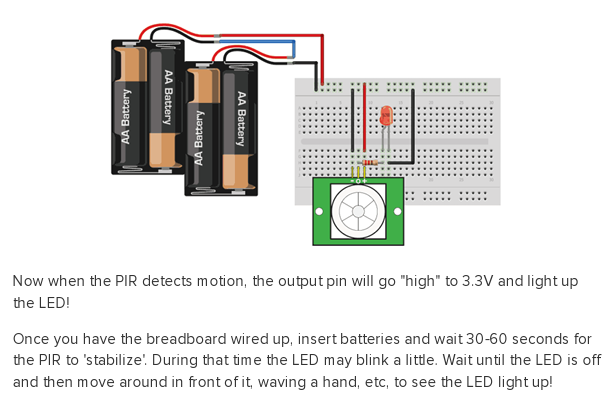 AA Battery
AA Battery
AA Battery
AA Battery
- o +
Now when the PIR detects motion, the output pin will go "high" to 3.3V and light up
the LED!
Once you have the breadboard wired up, insert batteries and wait 30-60 seconds for
the PIR to 'stabilize'. During that time the LED may blink a little. Wait until the LED is off
and then move around in front of it, waving a hand, etc, to see the LED light up!